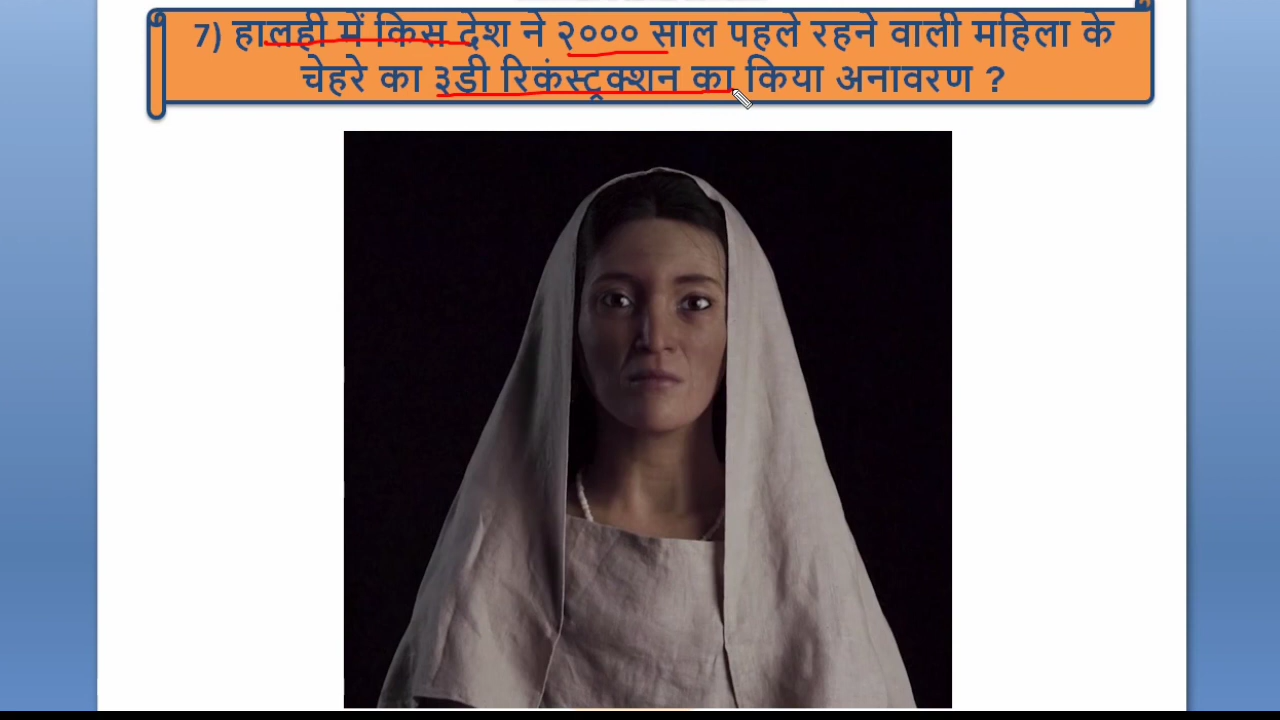 7) हालही में किस देश ने २००० साल पहले रहने वाली महिला के
चेहरे का ३डी रिकंस्ट्रक्शन का किया अनावरण ?